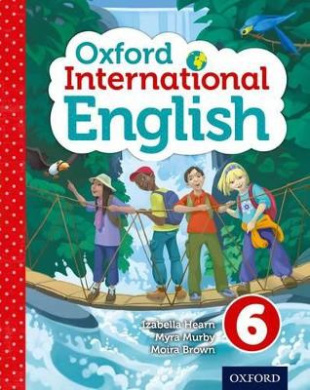 Oxford
International
English
Izabella Hearn
Myra Murby
Moira Brown
6
OXFORD